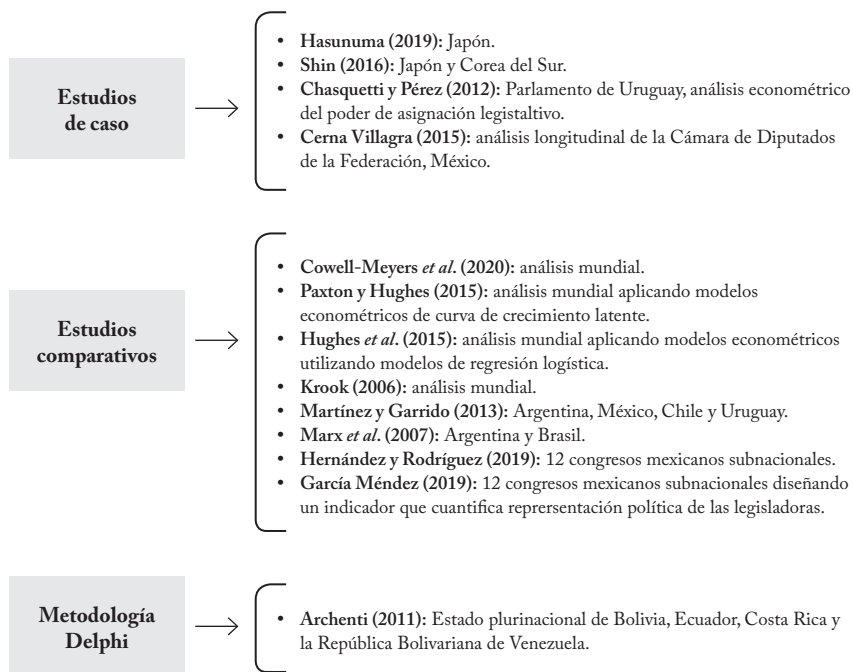 Estudios
de caso
• Hasunuma (2019): Japón.
• Shin (2016): Japón y Corea del Sur.
• Chasquetti y Pérez (2012): Parlamento de Uruguay, análisis econométrico
del poder de asignación legistaltivo.
• Cerna Villagra (2015): análisis longitudinal de la Cámara de Diputados
de la Federación, México.
Estudios
comparativos
• Cowell-Meyers et al. (2020): análisis mundial.
• Paxton y Hughes (2015): análisis mundial aplicando modelos
econométricos de curva de crecimiento latente.
• Hughes et al. (2015): análisis mundial aplicando modelos econométricos
utilizando modelos de regresión logística.
• Krook (2006): análisis mundial.
• Martínez y Garrido (2013): Argentina, México, Chile y Uruguay.
• Marx et al. (2007): Argentina y Brasil.
• Hernández y Rodríguez (2019): 12 congresos mexicanos subnacionales.
• García Méndez (2019): 12 congresos mexicanos subnacionales diseñando
un indicador que cuantifica reprersentación política de las legisladoras.
Metodología
Delphi
• Archenti (2011): Estado plurinacional de Bolivia, Ecuador, Costa Rica y
la República Bolivariana de Venezuela.